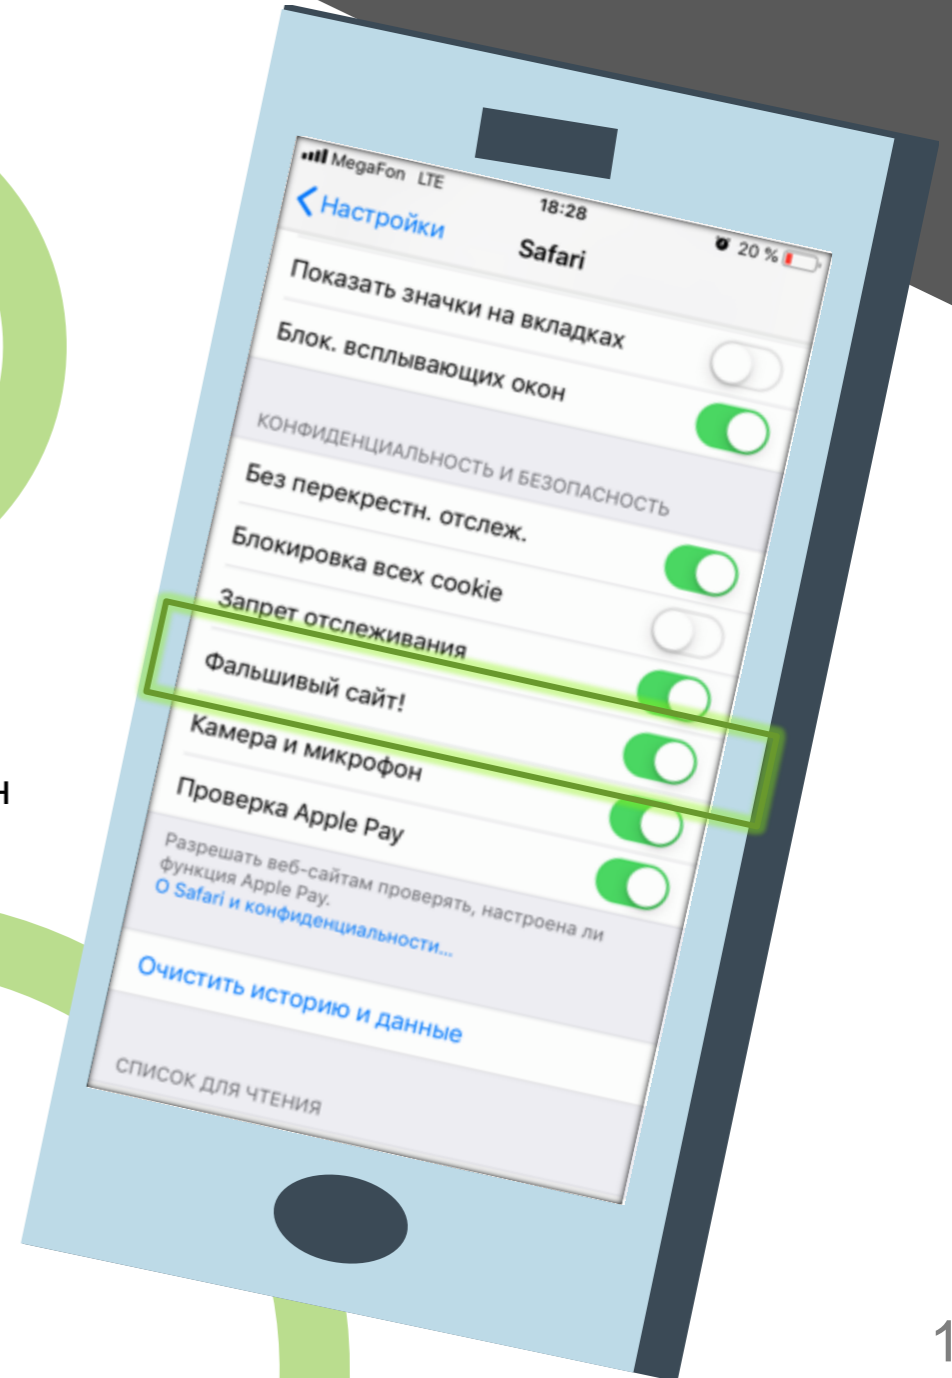 MegaFon LTE
18:28
20 %
Настройки
Safari
Показать значки на вкладках
Блок. всплывающих окон
КОНФИДЕНЦИАЛЬНОСТЬ И БЕЗОПАСНОСТЬ
Без перекрестн. отслеж.
Блокировка всех cookie
Запрет отслеживания
Фальшивый сайт!
Камера и микрофон
Проверка Apple Pay
Разрешать веб-сайтам проверять, настроена ли
функция Apple Pay.
О Safari и конфиденциальности...
Очистить историю и данные
СПИСОК ДЛЯ ЧТЕНИЯ
н
1